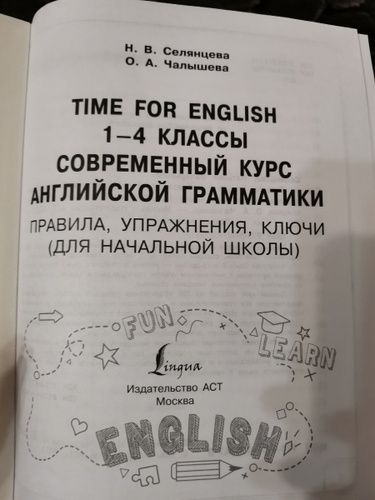 Н. В. Селянцева
О. А. Чалышева
TIME FOR ENGLISH
1–4 КЛАССЫ
СОВРЕМЕННЫЙ КУРС
АНГЛИЙСКОЙ ГРАММАТИКИ
ПРАВИЛА, УПРАЖНЕНИЯ, КЛЮЧИ
(ДЛЯ НАЧАЛЬНОЙ ШКОЛЫ)
FUN
LEARN
Lingua
Издательство АСТ
Москва
ENGLISH